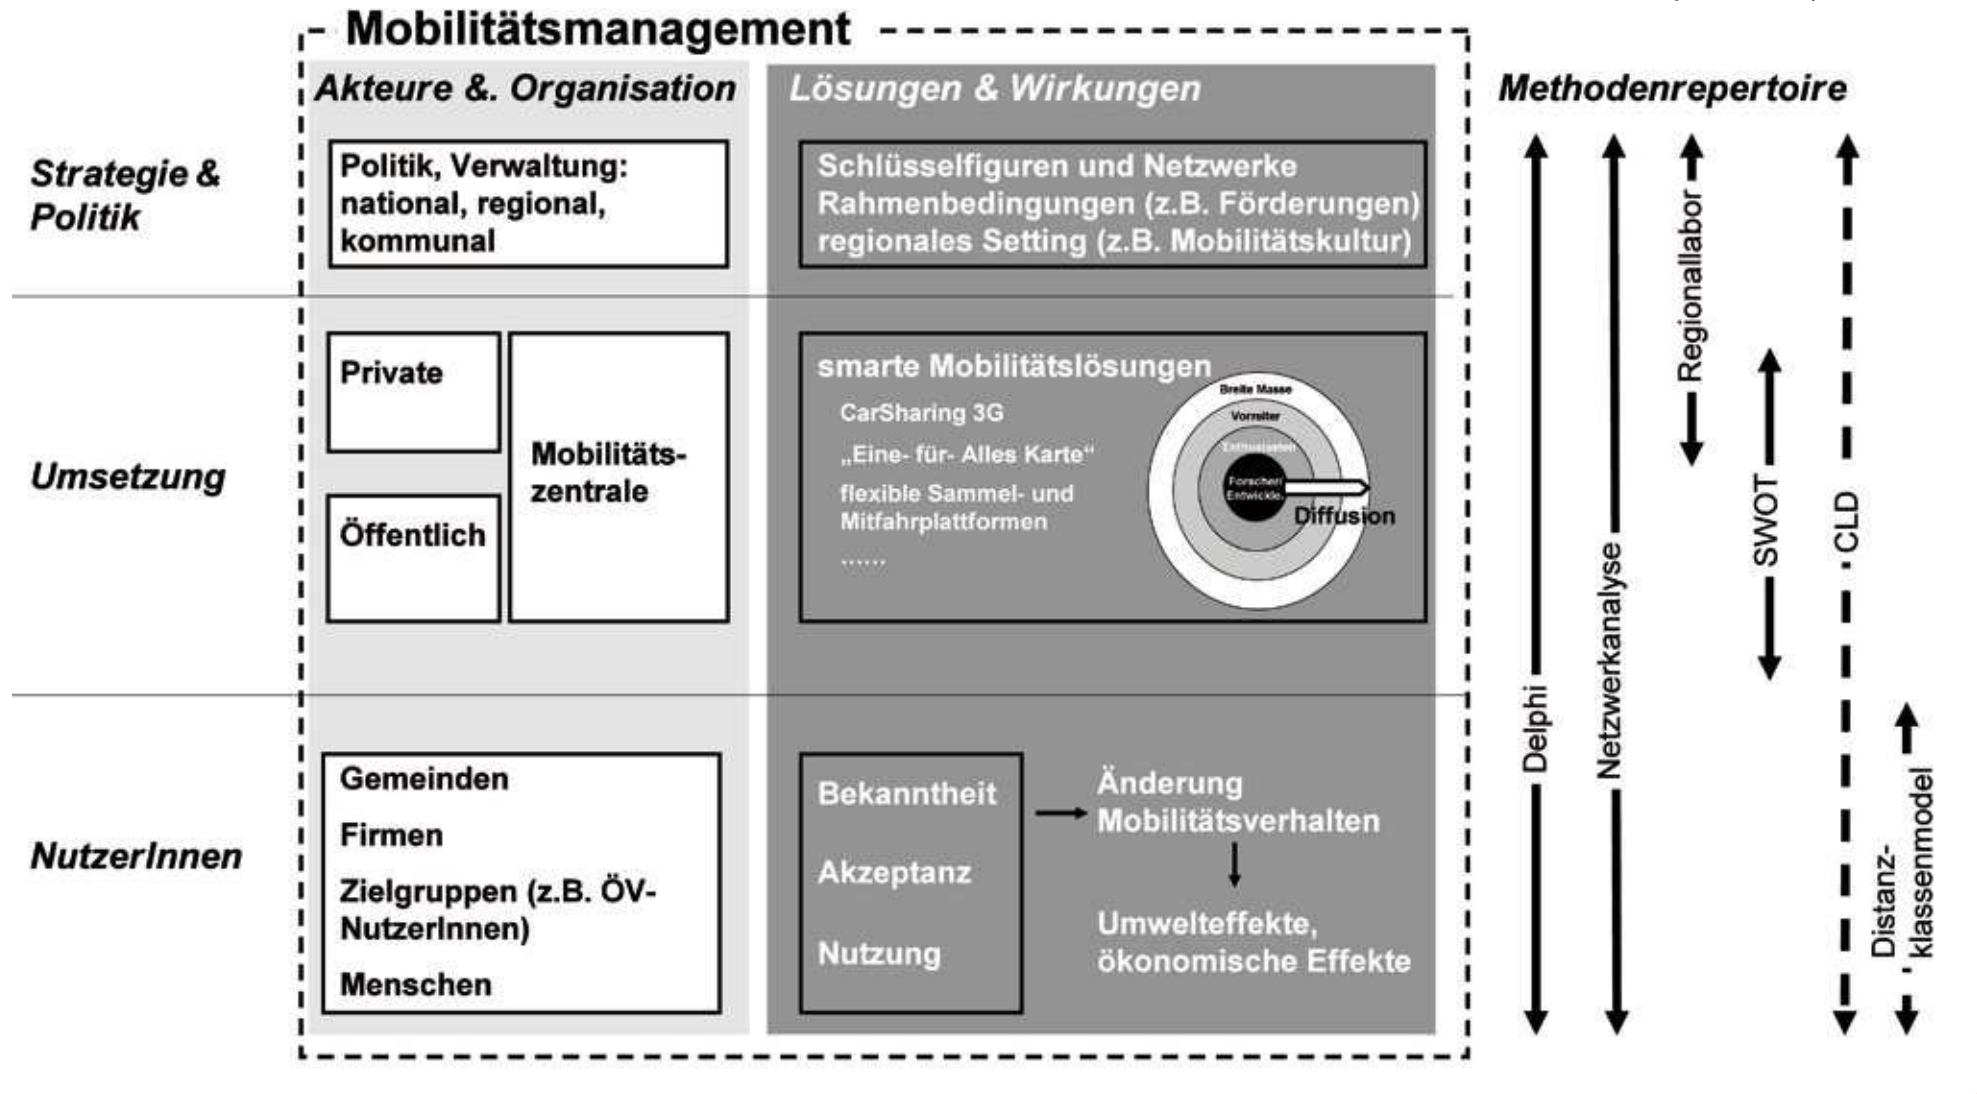 Mobilitätsmanagement
Akteure &. Organisation
Lösungen & Wirkungen
Methodenrepertoire
Strategie &
Politik
Politik, Verwaltung:
national, regional,
kommunal
Schlüsselfiguren und Netzwerke
Rahmenbedingungen (z.B. Förderungen)
regionales Setting (z.B. Mobilitätskultur)
Umsetzung
Private
Öffentlich
Mobilitäts-
zentrale
smarte Mobilitätslösungen
CarSharing 3G
„Eine- für- Alles Karte“
flexible Sammel- und
Mitfahrplattformen
......
Breite Masse
Vorreiter
Enthusiasten
Forscher/
Entwickle.
Diffusion
NutzerInnen
Gemeinden
Firmen
Zielgruppen (z.B. ÖV-
NutzerInnen)
Menschen
Bekanntheit
Akzeptanz
Nutzung
Änderung
Mobilitätsverhalten
Umwelteffekte,
ökonomische Effekte
Delphi
Netzwerkanalyse
Regionallabor
SWOT
CLD
Distanz-
klassenmodel